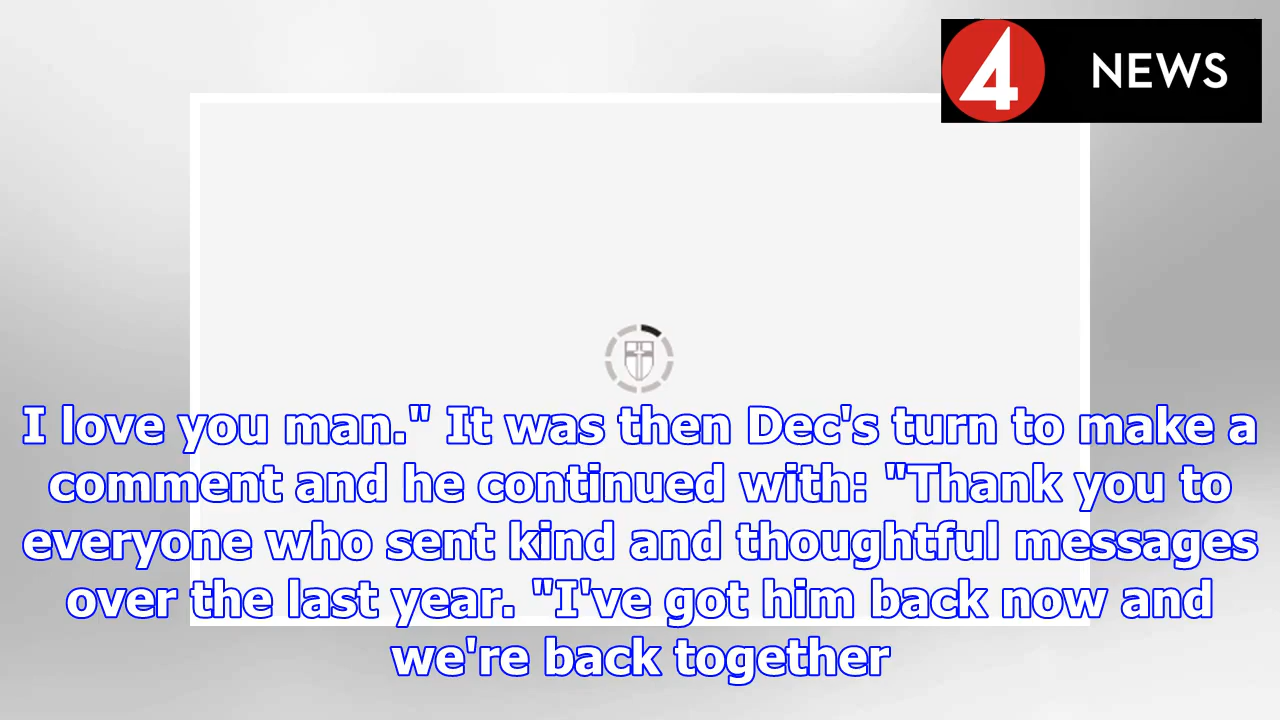 4 NEWS
I love you man." It was then Dec's turn to make a
comment and he continued with: "Thank you to
everyone who sent kind and thoughtful messages
over the last year. "I've got him back now and
we're back together